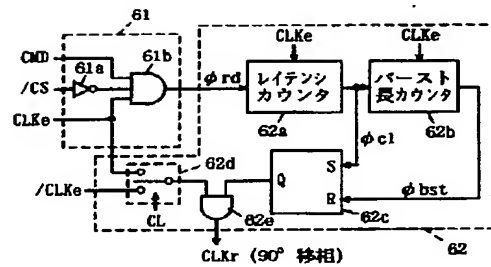 61
CMD
61a
61b
/CS
CLKe
φrd
CLKe
CLKe
レイテンシ
カウンタ
バースト
長カウンタ
62a
62b
φcl
62d
/CLKe
CL
Q
S
R
φbst
62e
62c
62
CLKr (90° 移相)